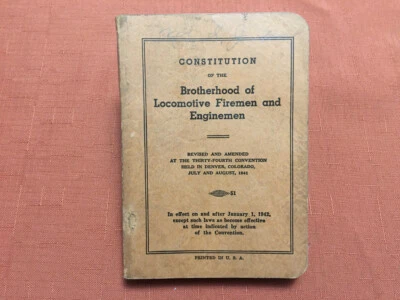 CONSTITUTION
OF THE
Brotherhood of
Locomotive Firemen and
Enginemen
REVISED AND AMENDED
AT THE THIRTY-FOURTH CONVENTION
HELD IN DENVER, COLORADO,
JULY AND AUGUST, 1941
51
In effect on and after January 1, 1942,
except such laws as become effective
at time indicated by action
of the Convention.
PRINTED IN U. S. A.